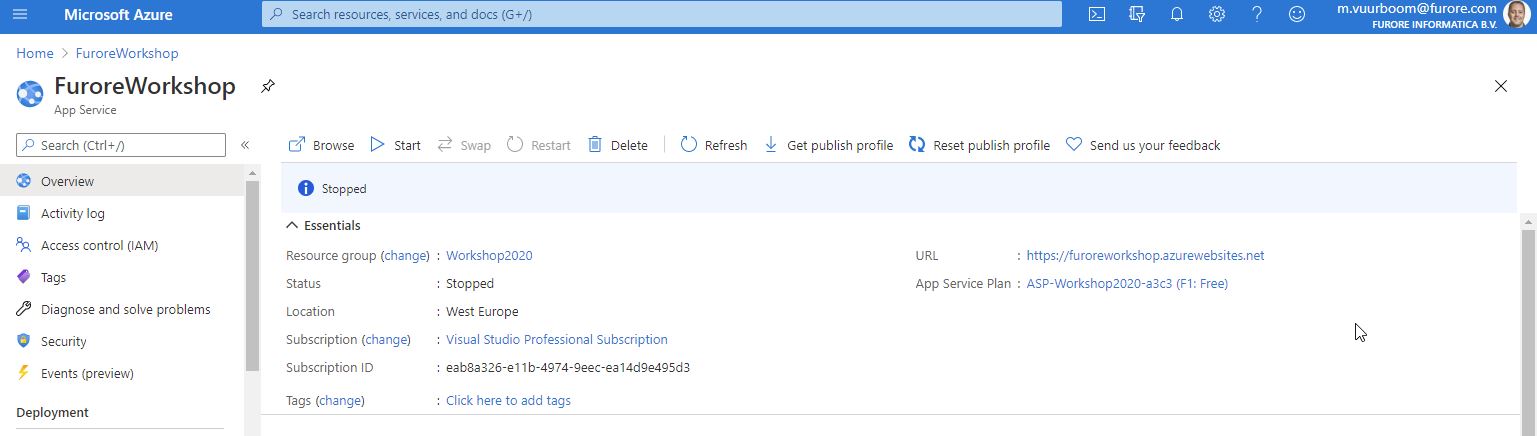 Microsoft Azure Search resources, services, and docs (G+/) m.vuurboom@furore.com
FURORE INFORMATICA B.V.
Home > FuroreWorkshop
FuroreWorkshop
App Service
Search (Ctrl+/) «
Overview
Activity log
Access control (IAM)
Tags
Diagnose and solve problems
Security
Events (preview)
Deployment
Browse Start Swap Restart Delete Refresh Get publish profile Reset publish profile Send us your feedback
Stopped
Essentials
Resource group (change) : Workshop2020
Status : Stopped
Location : West Europe
Subscription (change) : Visual Studio Professional Subscription
Subscription ID : eab8a326-e11b-4974-9eec-ea14d9e495d3
Tags (change) : Click here to add tags
URL : https://furoreworkshop.azurewebsites.net
App Service Plan : ASP-Workshop2020-a3c3 (F1: Free)